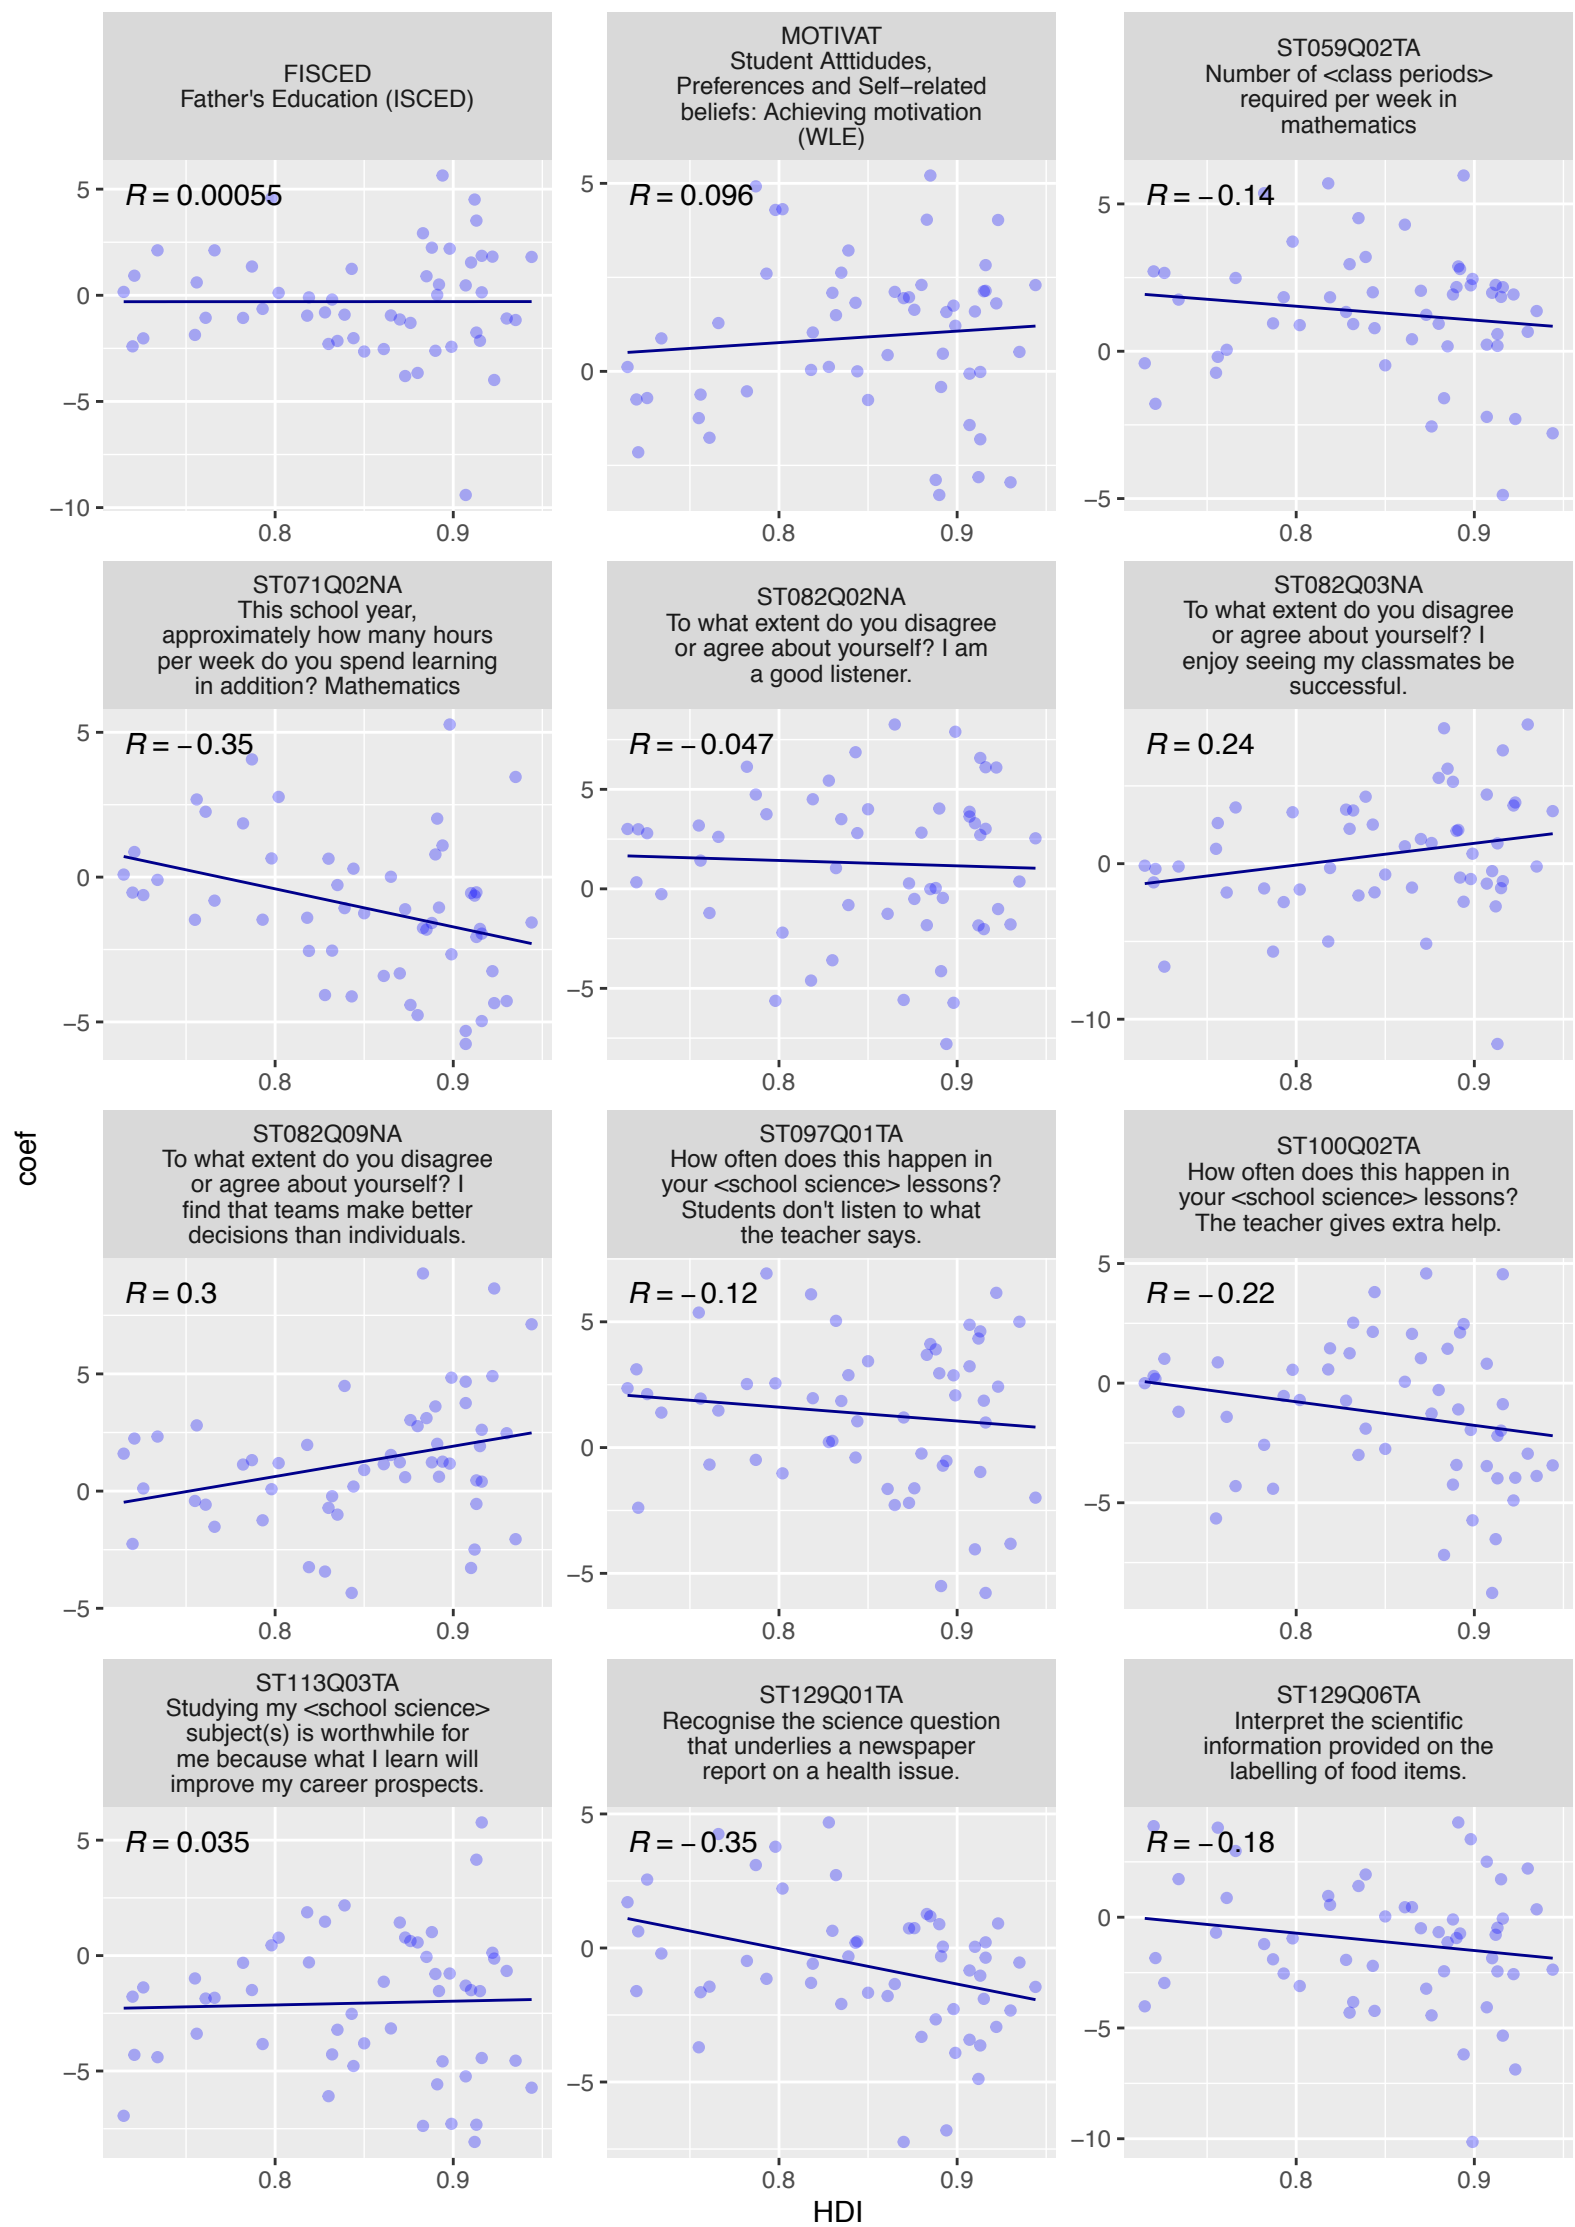 FISCED
Father's Education (ISCED)
MOTIVAT
Student Atttidudes,
Preferences and Self−related
beliefs: Achieving motivation
(WLE)
ST059Q02TA
Number of <class periods>
required per week in
mathematics
R = 0.00055
R = 0.096
R = −0.14
5
0
−5
−10
0.8
0.9
5
0
0.8
0.9
5
0
−5
0.8
0.9
ST071Q02NA
This school year,
approximately how many hours
per week do you spend learning
in addition? Mathematics
ST082Q02NA
To what extent do you disagree
or agree about yourself? I am
a good listener.
ST082Q03NA
To what extent do you disagree
or agree about yourself? I
enjoy seeing my classmates be
successful.
R = −0.35
R = −0.047
R = 0.24
5
0
−5
0.8
0.9
5
0
−5
0.8
0.9
0
−10
0.8
0.9
coef
ST082Q09NA
To what extent do you disagree
or agree about yourself? I
find that teams make better
decisions than individuals.
ST097Q01TA
How often does this happen in
your <school science> lessons?
Students don't listen to what
the teacher says.
ST100Q02TA
How often does this happen in
your <school science> lessons?
The teacher gives extra help.
R = 0.3
R = −0.12
R = −0.22
5
0
−5
0.8
0.9
5
0
−5
0.8
0.9
5
0
−5
0.8
0.9
ST113Q03TA
Studying my <school science>
subject(s) is worthwhile for
me because what I learn will
improve my career prospects.
ST129Q01TA
Recognise the science question
that underlies a newspaper
report on a health issue.
ST129Q06TA
Interpret the scientific
information provided on the
labelling of food items.
R = 0.035
R = −0.35
R = −0.18
5
0
−5
0.8
0.9
5
0
−5
0.8
0.9
0
−5
−10
0.8
0.9
HDI